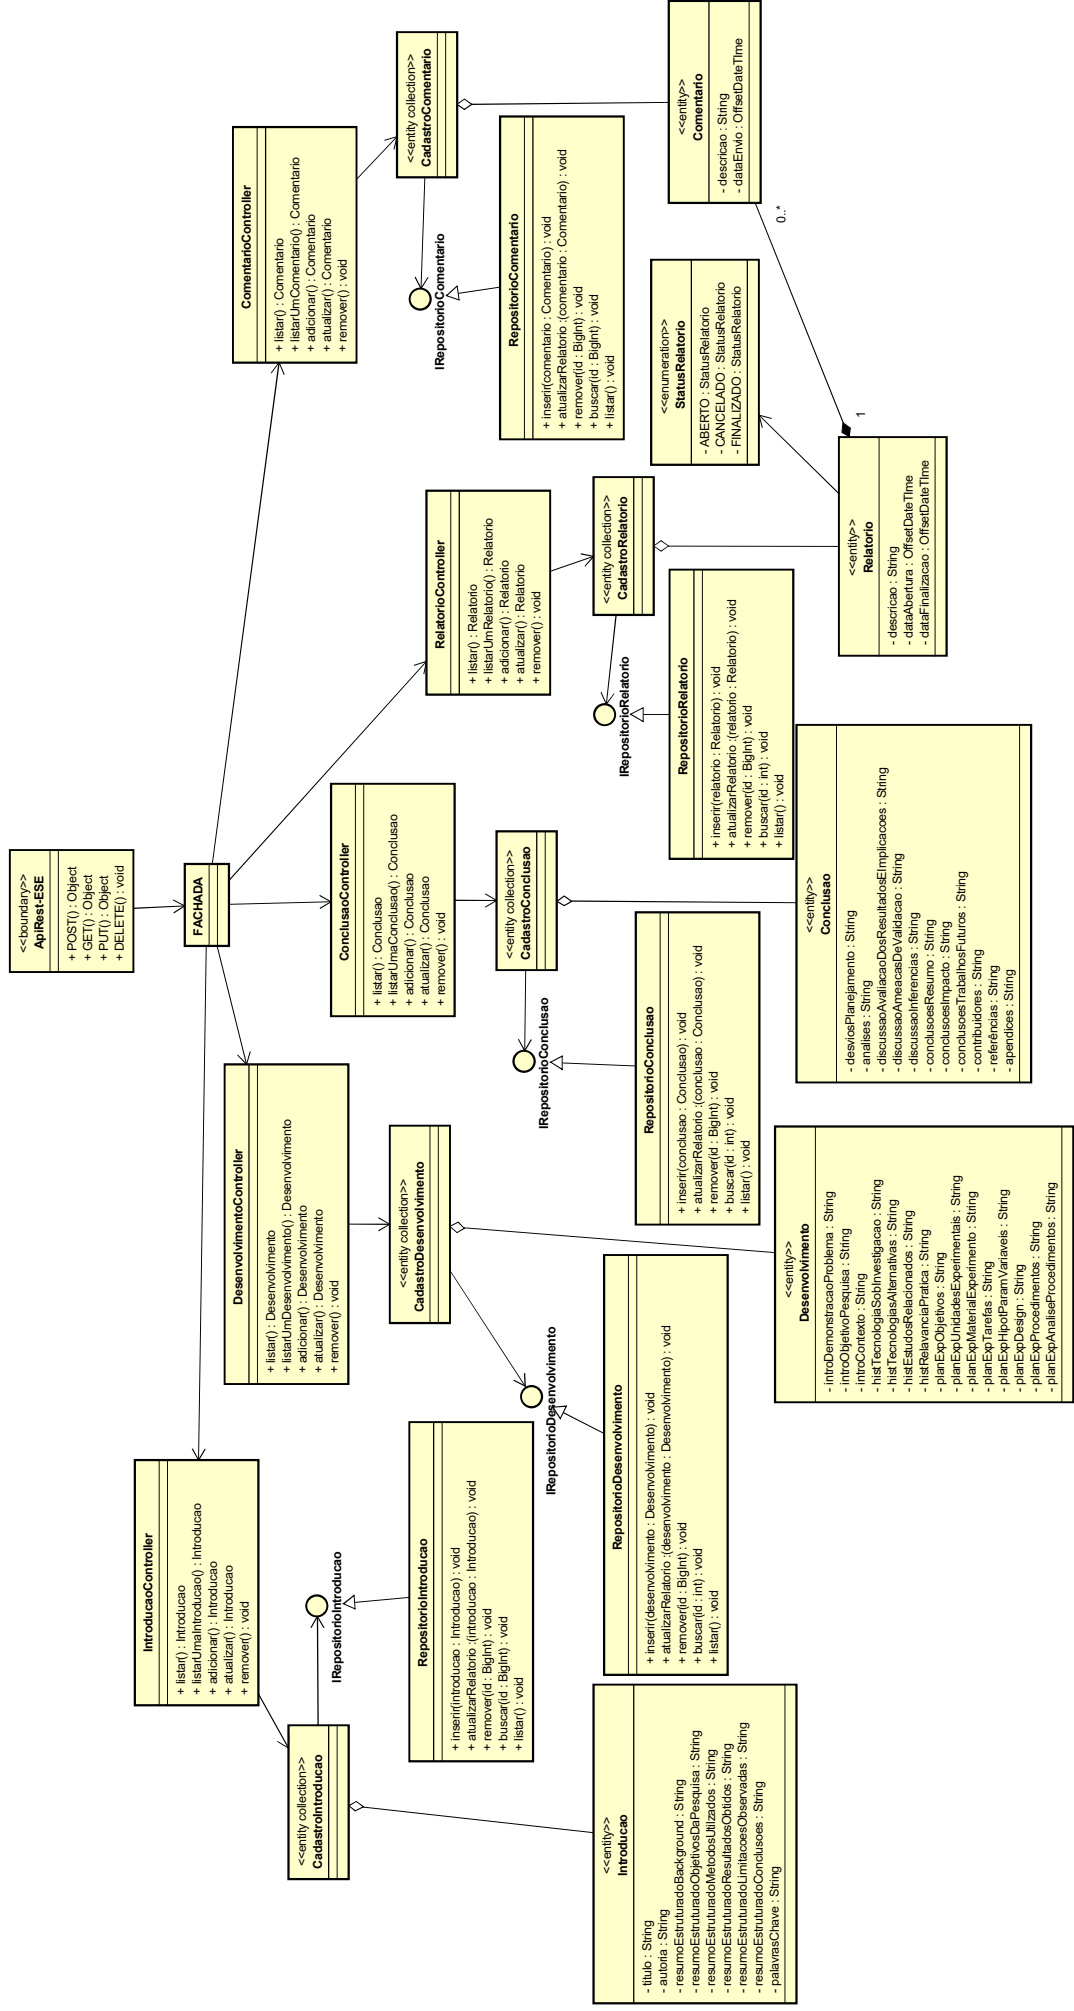 <<boundary>>
ApiRest-ESE
+ POST() : Object
+ GET() : Object
+ PUT() : Object
+ DELETE() : void
FACHADA
IntroducaoController
+ listar() : Introducao
+ listarUmaIntroducao() : Introducao
+ adicionar() : Introducao
+ atualizar() : Introducao
+ remover() : void
DesenvolvimentoController
+ listar() : Desenvolvimento
+ listarUmDesenvolvimento() : Desenvolvimento
+ adicionar() : Desenvolvimento
+ atualizar() : Desenvolvimento
+ remover() : void
ConclusaoController
+ listar() : Conclusao
+ listarUmaConclusao() : Conclusao
+ adicionar() : Conclusao
+ atualizar() : Conclusao
+ remover() : void
RelatorioController
+ listar() : Relatorio
+ listarUmRelatorio() : Relatorio
+ adicionar() : Relatorio
+ atualizar() : Relatorio
+ remover() : void
ComentarioController
+ listar() : Comentario
+ listarUmComentario() : Comentario
+ adicionar() : Comentario
+ atualizar() : Comentario
+ remover() : void
<<entity collection>>
CadastroIntroducao
IRepositorioIntroducao
RepositorioIntroducao
+ inserir(introducao : Introducao) : void
+ atualizarRelatorio :(introducao : Introducao) : void
+ remover(id : BigInt) : void
+ buscar(id : BigInt) : void
+ listar() : void
<<entity>>
Introducao
- titulo : String
- autoria : String
- resumoEstruturadoBackground : String
- resumoEstruturadoObjetivosDaPesquisa : String
- resumoEstruturadoMetodosUtilizados : String
- resumoEstruturadoResultadosObtidos : String
- resumoEstruturadoLimitacoesObservadas : String
- resumoEstruturadoConclusoes : String
- palavrasChave : String
<<entity collection>>
CadastroDesenvolvimento
IRepositorioDesenvolvimento
RepositorioDesenvolvimento
+ inserir(desenvolvimento : Desenvolvimento) : void
+ atualizarRelatorio :(desenvolvimento : Desenvolvimento) : void
+ remover(id : BigInt) : void
+ buscar(id : int) : void
+ listar() : void
<<entity>>
Desenvolvimento
- introDemonstracaoProblema : String
- introObjetivoPesquisa : String
- introContexto : String
- histTecnologiaSobInvestigacao : String
- histTecnologiasAlternativas : String
- histEstudosRelacionados : String
- histRelavanciaPratica : String
- planExpObjetivos : String
- planExpUnidadesExperimentais : String
- planExpMaterialExperimento : String
- planExpTarefas : String
- planExpHipotParamVariaveis : String
- planExpDesign : String
- planExpProcedimentos : String
- planExpAnaliseProcedimentos : String
<<entity collection>>
CadastroConclusao
IRepositorioConclusao
RepositorioConclusao
+ inserir(conclusao : Conclusao) : void
+ atualizarRelatorio :(conclusao : Conclusao) : void
+ remover(id : BigInt) : void
+ buscar(id : int) : void
+ listar() : void
<<entity>>
Conclusao
- desviosPlanejamento : String
- analises : String
- discussaoAvaliacaoDosResultadosEImplicacoes : String
- discussaoAmeacasDeValidacao : String
- discussaoInferencias : String
- conclusoesResumo : String
- conclusoesImpacto : String
- conclusoesTrabalhosFuturos : String
- contribuidores : String
- referências : String
- apendices : String
<<entity collection>>
CadastroRelatorio
IRepositorioRelatorio
RepositorioRelatorio
+ inserir(relatorio : Relatorio) : void
+ atualizarRelatorio :(relatorio : Relatorio) : void
+ remover(id : BigInt) : void
+ buscar(id : int) : void
+ listar() : void
<<entity>>
Relatorio
- descricao : String
- dataAbertura : OffsetDateTIme
- dataFinalizacao : OffsetDateTIme
<<enumeration>>
StatusRelatorio
- ABERTO : StatusRelatorio
- CANCELADO : StatusRelatorio
- FINALIZADO : StatusRelatorio
1
0..*
<<entity collection>>
CadastroComentario
IRepositorioComentario
RepositorioComentario
+ inserir(comentario : Comentario) : void
+ atualizarRelatorio :(comentario : Comentario) : void
+ remover(id : BigInt) : void
+ buscar(id : BigInt) : void
+ listar() : void
<<entity>>
Comentario
- descricao : String
- dataEnvio : OffsetDateTIme